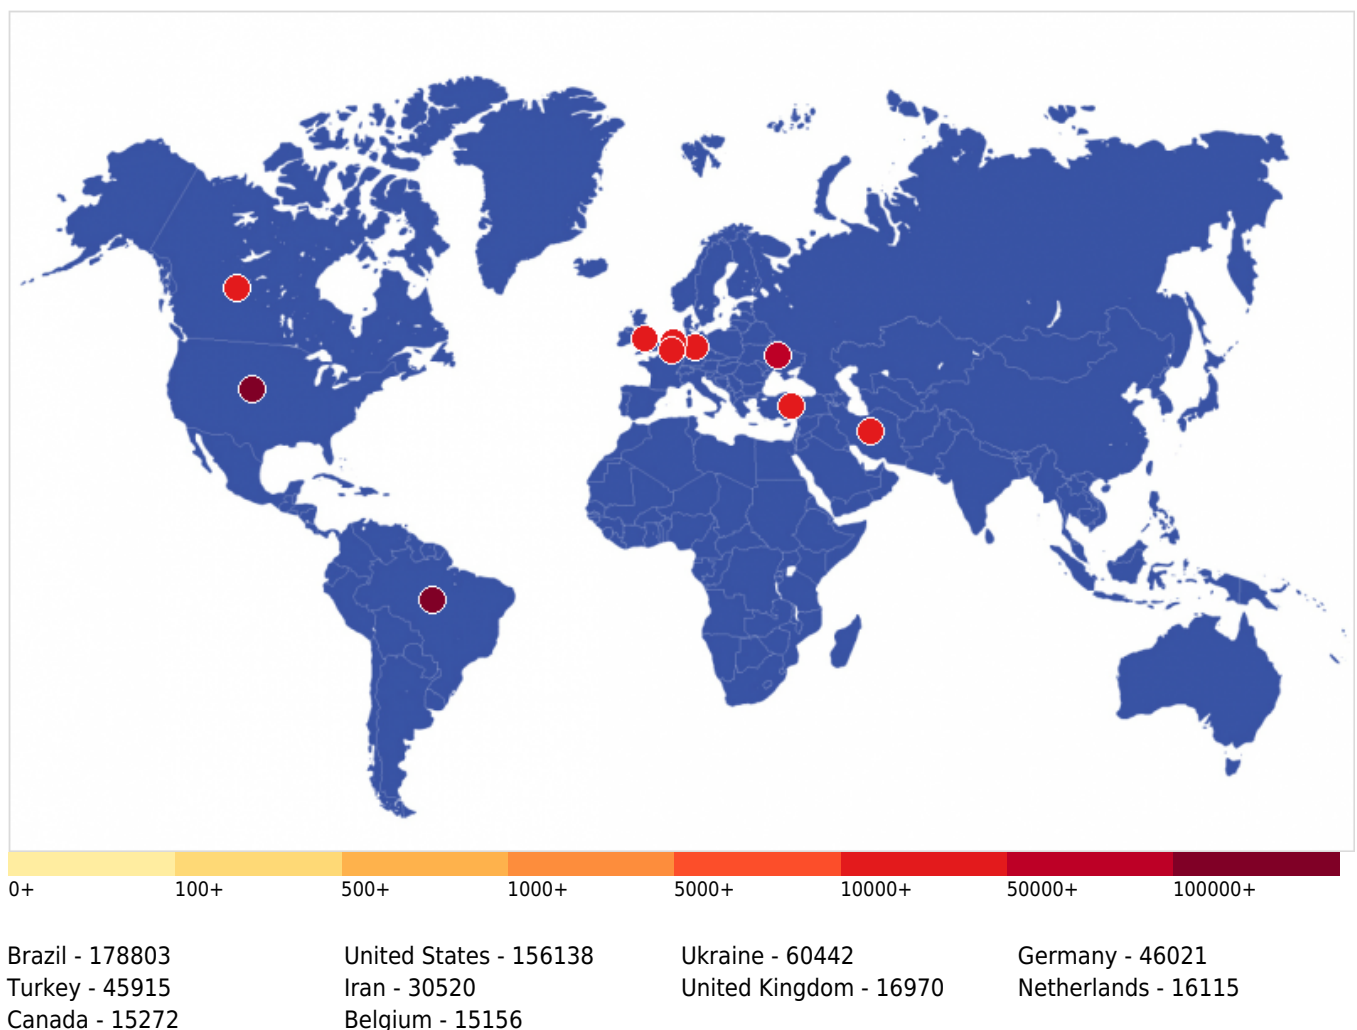 0+ 100+ 500+ 1000+ 5000+ 10000+ 50000+ 100000+
Brazil - 178803 United States - 156138 Ukraine - 60442 Germany - 46021
Turkey - 45915 Iran - 30520 United Kingdom - 16970 Netherlands - 16115
Canada - 15272 Belgium - 15156